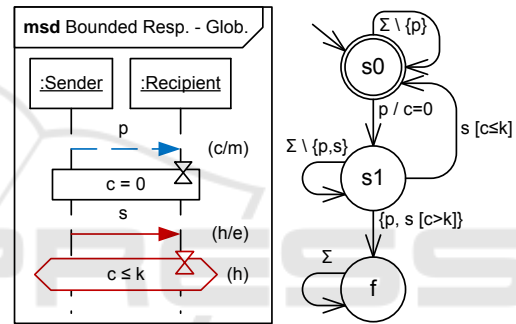 msd Bounded Resp. - Glob.
:Sender
:Recipient
p
(c/m)
c = 0
s
(h/e)
c ≤ k
(h)
Σ \ {p}
s0
p / c=0
s [c≤k]
Σ \ {p,s}
s1
{p, s [c>k]}
Σ
f